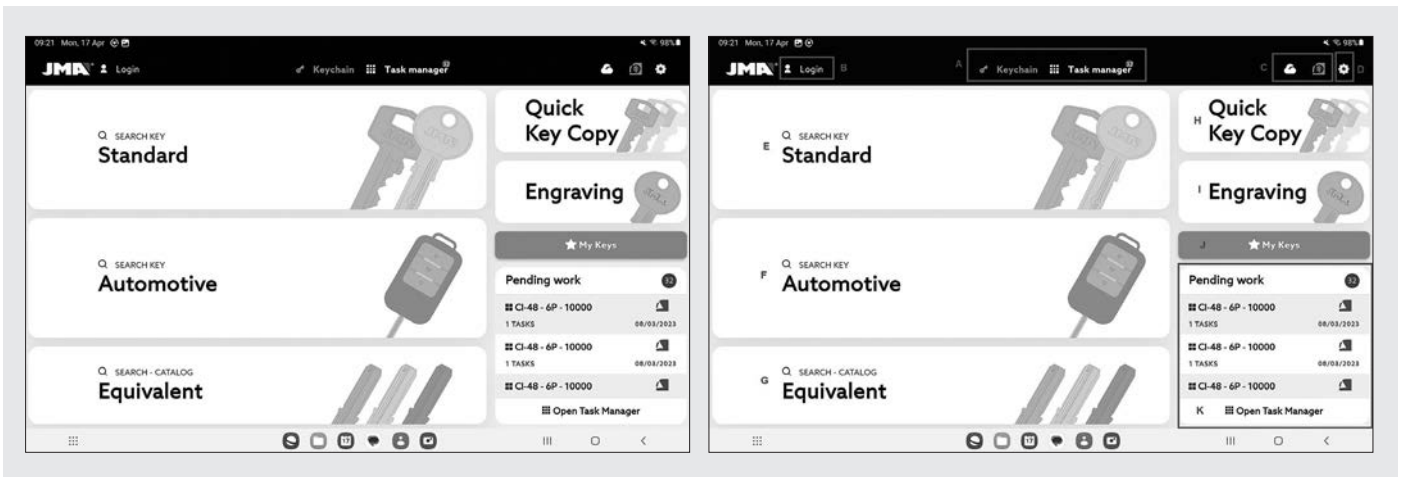 09:21 Mon, 17 Apr
98%
JMA Login
Keychain Task manager
SEARCH KEY
Standard
Quick
Key Copy
Engraving
My Keys
SEARCH KEY
Automotive
Pending work 32
CI-48 - 6P - 10000
1 TASKS 08/03/2023
CI-48 - 6P - 10000
1 TASKS 08/03/2023
SEARCH - CATALOG
Equivalent
CI-48 - 6P - 10000
Open Task Manager
17
09:21 Mon, 17 Apr
98%
JMA Login B
A Keychain Task manager
C D
E SEARCH KEY
Standard
H Quick
Key Copy
I Engraving
J My Keys
F SEARCH KEY
Automotive
Pending work 32
CI-48 - 6P - 10000
1 TASKS 08/03/2023
CI-48 - 6P - 10000
1 TASKS 08/03/2023
G SEARCH - CATALOG
Equivalent
CI-48 - 6P - 10000
K Open Task Manager
17